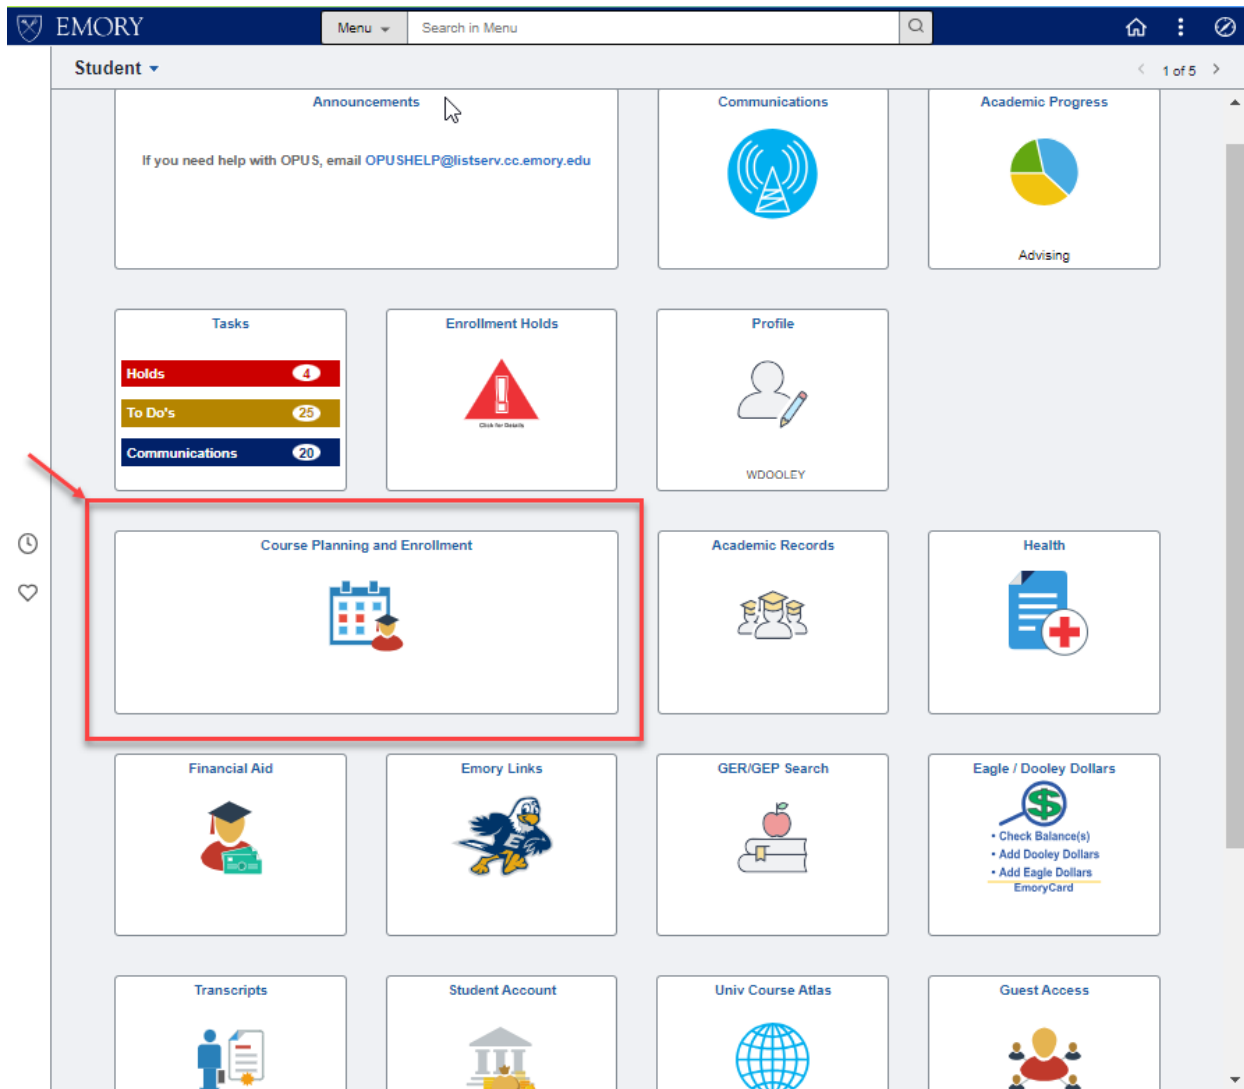 EMORY
Menu
Search in Menu
Student
1 of 5
Announcements
If you need help with OPUS, email OPUSHELP@listserv.cc.emory.edu
Communications
Academic Progress
Advising
Tasks
Holds 4
To Do's 25
Communications 20
Enrollment Holds
Click for Details
Profile
WDOOLEY
Course Planning and Enrollment
Academic Records
Health
Financial Aid
Emory Links
E
GER/GEP Search
Eagle / Dooley Dollars
$
• Check Balance(s)
• Add Dooley Dollars
• Add Eagle Dollars
EmoryCard
Transcripts
Student Account
Univ Course Atlas
Guest Access